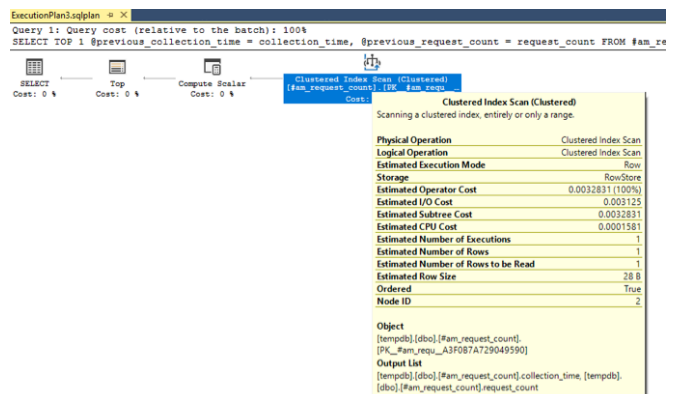 ExecutionPlan3.sqlplan
Query 1: Query cost (relative to the batch): 100%
SELECT TOP 1 @previous_collection_time = collection_time, @previous_request_count = request_count FROM #am_re
SELECT
Cost: 0 %
Top
Cost: 0 %
Compute Scalar
Cost: 0 %
Clustered Index Scan (Clustered)
[#am_request_count].[PK__#am_requ_…
Cost:
Clustered Index Scan (Clustered)
Scanning a clustered index, entirely or only a range.
Physical Operation Clustered Index Scan
Logical Operation Clustered Index Scan
Estimated Execution Mode Row
Storage RowStore
Estimated Operator Cost 0.0032831 (100%)
Estimated I/O Cost 0.003125
Estimated Subtree Cost 0.0032831
Estimated CPU Cost 0.0001581
Estimated Number of Executions 1
Estimated Number of Rows 1
Estimated Number of Rows to be Read 1
Estimated Row Size 28 B
Ordered True
Node ID 2
Object
[tempdb].[dbo].[#am_request_count].
[PK__#am_requ__A3F0B7A729049590]
Output List
[tempdb].[dbo].[#am_request_count].collection_time, [tempdb].
[dbo].[#am_request_count].request_count